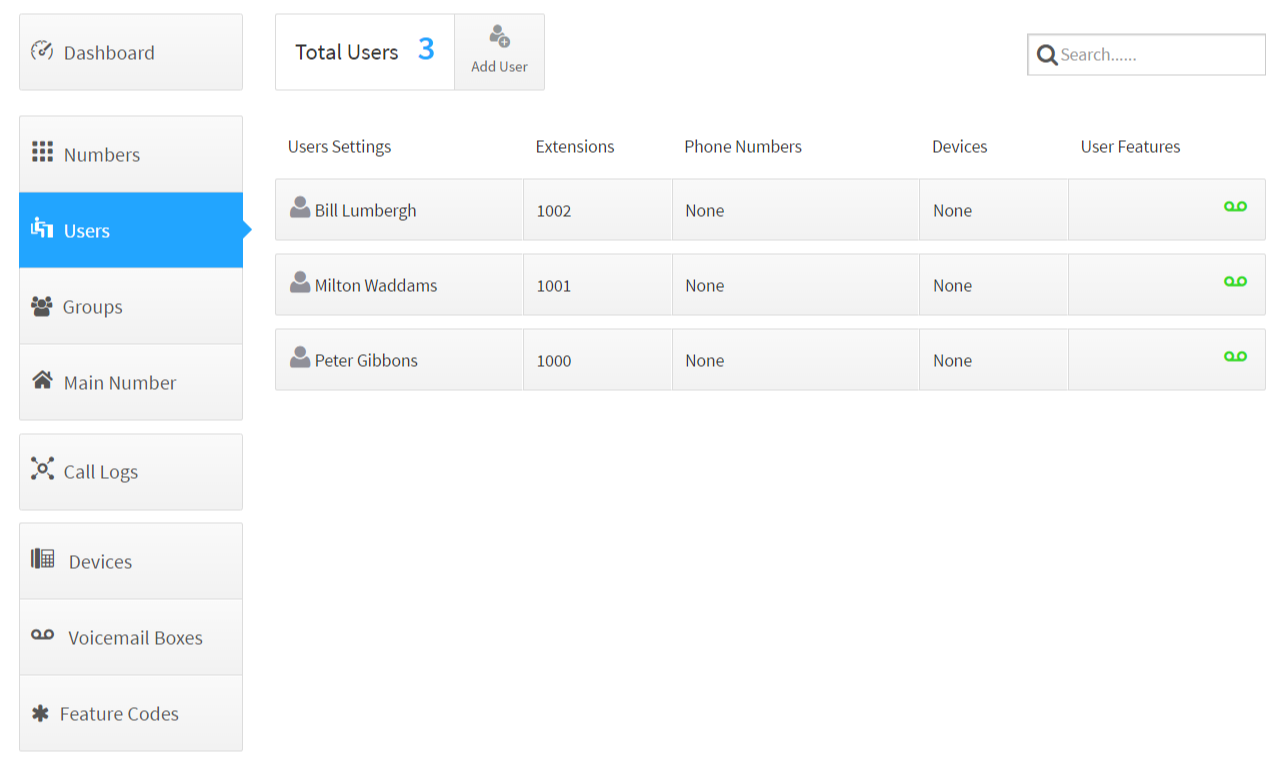 Dashboard
Total Users 3
Add User
Search......
Numbers
Users
Groups
Main Number
Call Logs
Devices
Voicemail Boxes
Feature Codes
Users Settings Extensions Phone Numbers Devices User Features
Bill Lumbergh 1002 None None
Milton Waddams 1001 None None
Peter Gibbons 1000 None None